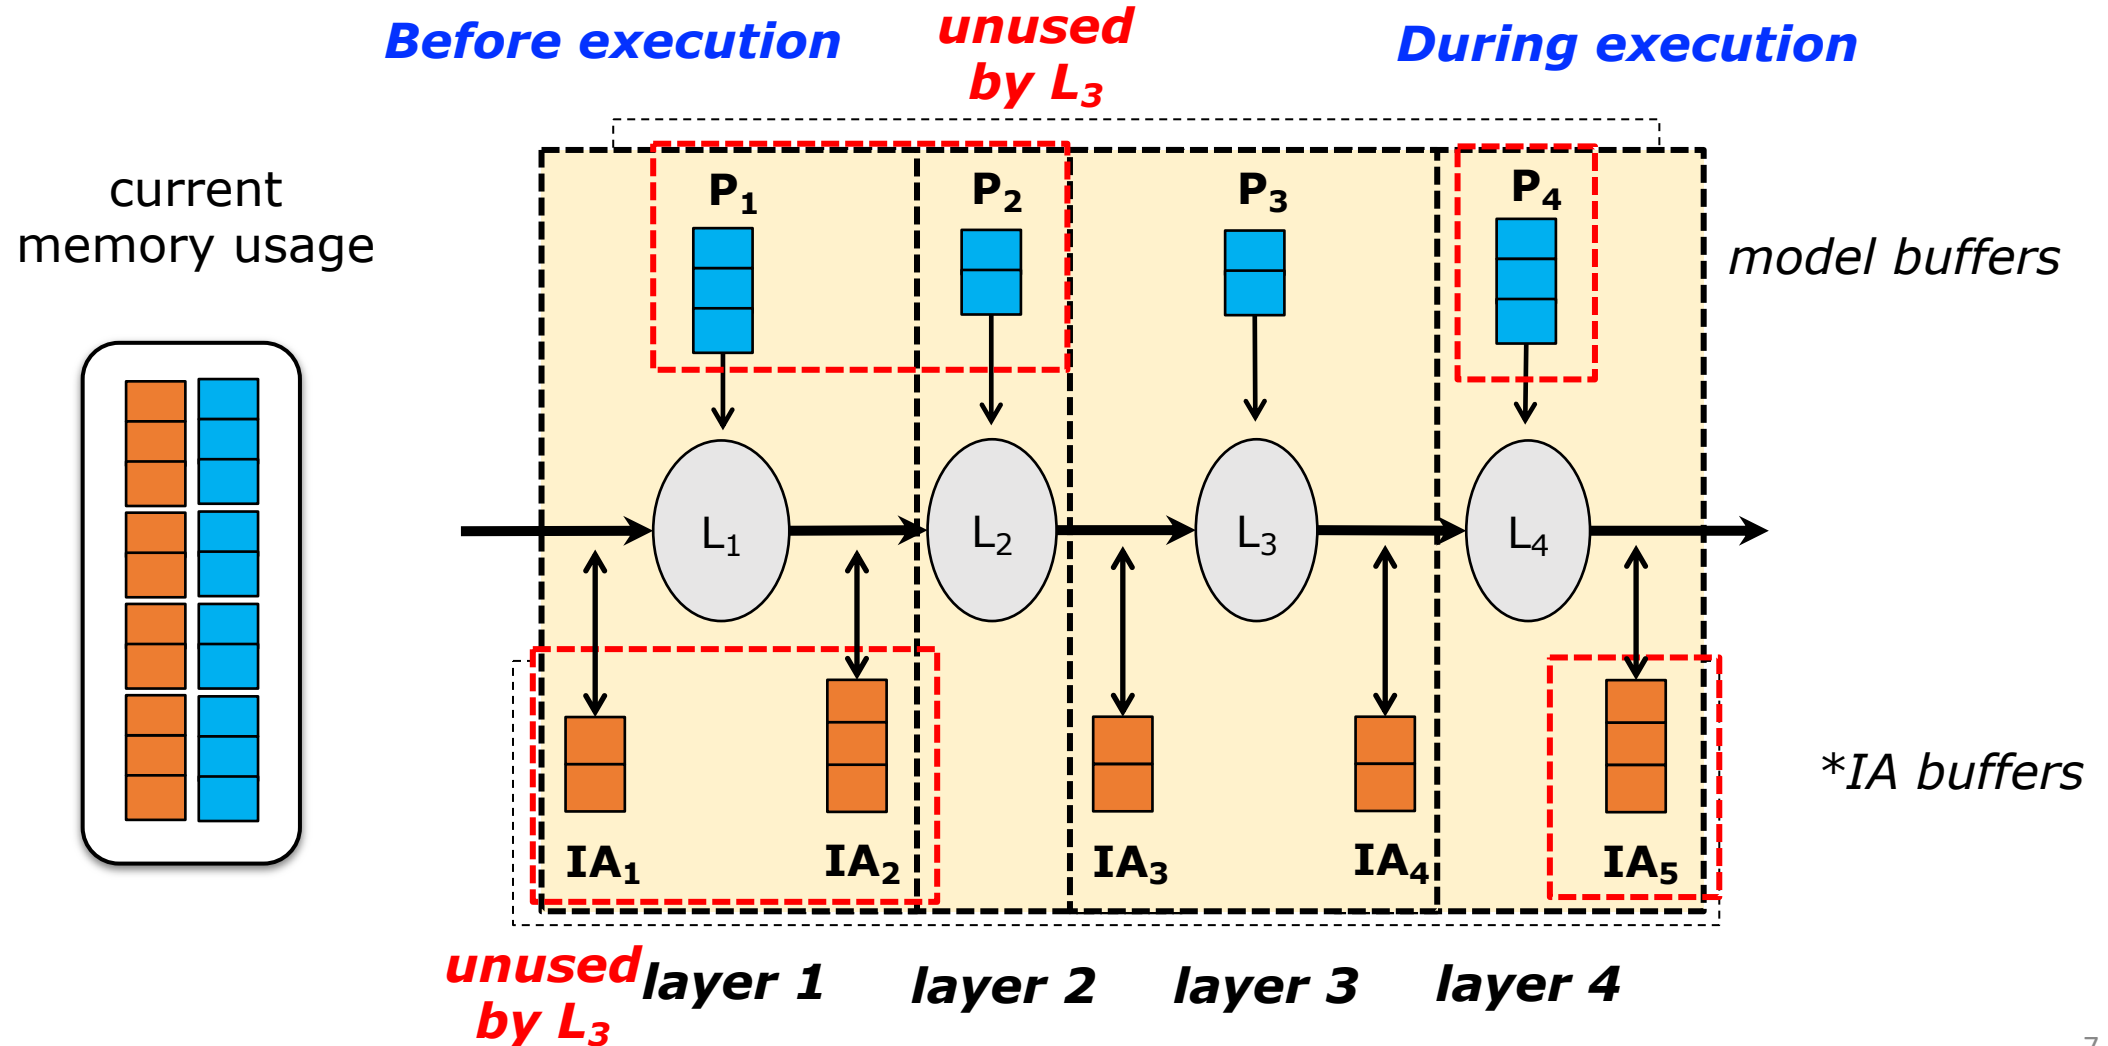 Before execution
unused
by L3
During execution
current
memory usage
P1
P2
P3
P4
model buffers
L1
L2
L3
L4
*IA buffers
IA1
IA2
IA3
IA4
IA5
unused
by L3
layer 1
layer 2
layer 3
layer 4
7